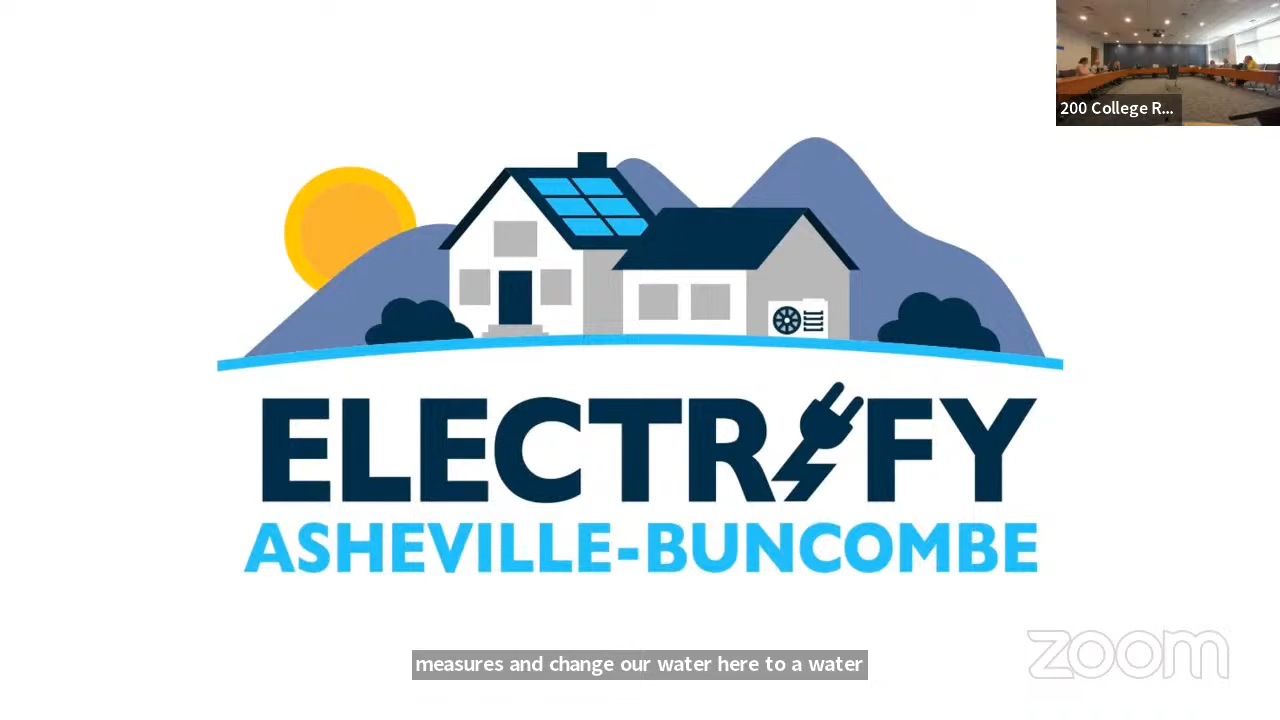 200 College R...
ELECTRIFY
ASHEVILLE-BUNCOMBE
measures and change our water here to a water
zoom